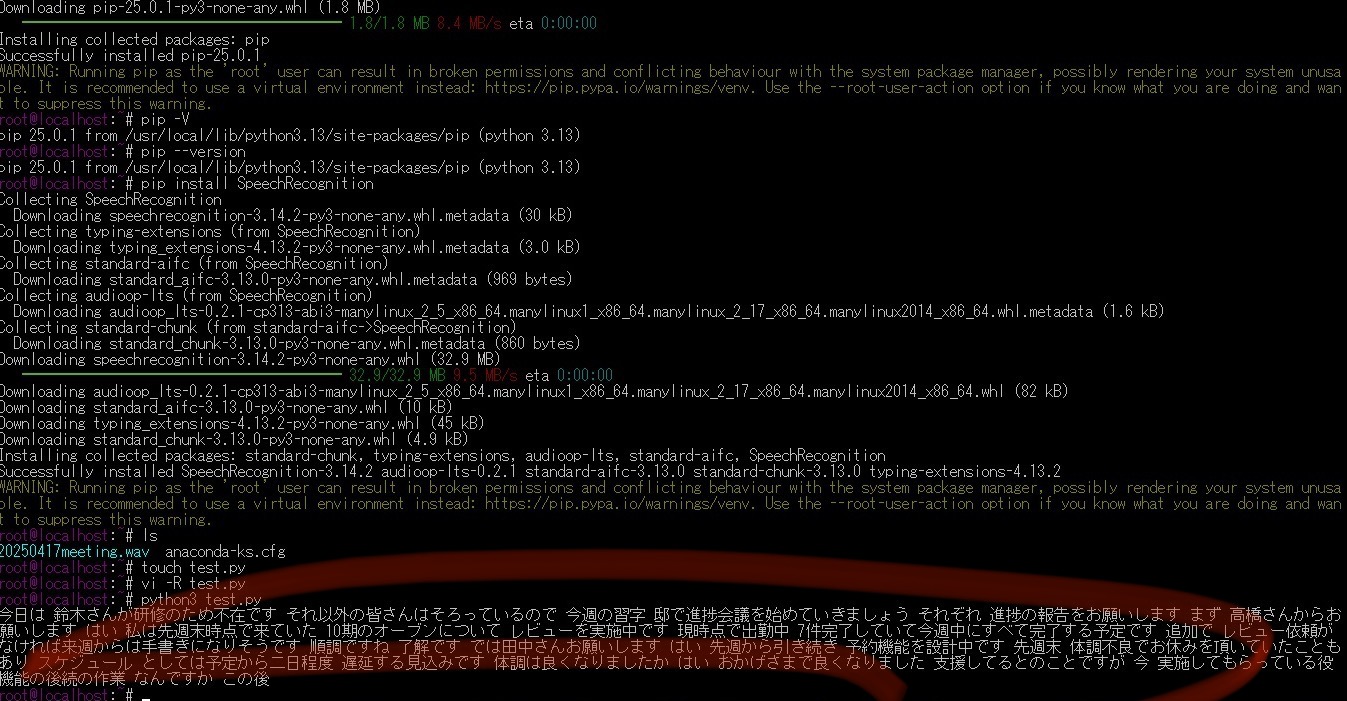 Downloading pip-25.0.1-py3-none-any.whl (1.8 MB)
1.8/1.8 MB 8.4 MB/s eta 0:00:00
Installing collected packages: pip
Successfully installed pip-25.0.1
WARNING: Running pip as the 'root' user can result in broken permissions and conflicting behaviour with the system package manager, possibly rendering your system unusa
ble. It is recommended to use a virtual environment instead: https://pip.pypa.io/warnings/venv. Use the --root-user-action option if you know what you are doing and wan
t to suppress this warning.
root@localhost:~# pip -V
pip 25.0.1 from /usr/local/lib/python3.13/site-packages/pip (python 3.13)
root@localhost:~# pip --version
pip 25.0.1 from /usr/local/lib/python3.13/site-packages/pip (python 3.13)
root@localhost:~# pip install SpeechRecognition
Collecting SpeechRecognition
Downloading speechrecognition-3.14.2-py3-none-any.whl.metadata (30 kB)
Collecting typing-extensions (from SpeechRecognition)
Downloading typing_extensions-4.13.2-py3-none-any.whl.metadata (3.0 kB)
Collecting standard-aifc (from SpeechRecognition)
Downloading standard_aifc-3.13.0-py3-none-any.whl.metadata (969 bytes)
Collecting audioop-lts (from SpeechRecognition)
Downloading audioop_lts-0.2.1-cp313-abi3-manylinux_2_5_x86_64.manylinux1_x86_64.manylinux_2_17_x86_64.manylinux2014_x86_64.whl.metadata (1.6 kB)
Collecting standard-chunk (from standard-aifc->SpeechRecognition)
Downloading standard_chunk-3.13.0-py3-none-any.whl.metadata (860 bytes)
Downloading speechrecognition-3.14.2-py3-none-any.whl (32.9 MB)
32.9/32.9 MB 9.5 MB/s eta 0:00:00
Downloading audioop_lts-0.2.1-cp313-abi3-manylinux_2_5_x86_64.manylinux1_x86_64.manylinux_2_17_x86_64.manylinux2014_x86_64.whl (82 kB)
Downloading standard_aifc-3.13.0-py3-none-any.whl (10 kB)
Downloading typing_extensions-4.13.2-py3-none-any.whl (45 kB)
Downloading standard_chunk-3.13.0-py3-none-any.whl (4.9 kB)
Installing collected packages: standard-chunk, typing-extensions, audioop-lts, standard-aifc, SpeechRecognition
Successfully installed SpeechRecognition-3.14.2 audioop-lts-0.2.1 standard-aifc-3.13.0 standard-chunk-3.13.0 typing-extensions-4.13.2
WARNING: Running pip as the 'root' user can result in broken permissions and conflicting behaviour with the system package manager, possibly rendering your system unusa
ble. It is recommended to use a virtual environment instead: https://pip.pypa.io/warnings/venv. Use the --root-user-action option if you know what you are doing and wan
t to suppress this warning.
root@localhost:~# ls
20250417meeting.wav anaconda-ks.cfg
root@localhost:~# touch test.py
root@localhost:~# vi -R test.py
root@localhost:~# python3 test.py
今日は 鈴木さんが研修のため不在です それ以外の皆さんはそろっているので 今週の習字 邸で進捗会議を始めていきましょう それぞれ 進捗の報告をお願いします まず 高橋さんからお
願いします はい 私は先週末時点で来ていた 10期のオープンについて レビューを実施中です 現時点で出勤中 7件完了していて今週中にすべて完了する予定です 追加で レビュー依頼が
なければ来週からは手書きになりそうです 順調ですね 了解です では田中さんお願いします はい 先週から引き続き 予約機能を設計中です 先週末 体調不良でお休みを頂いていたことも
あり スケジュール としては予定から二日程度 遅延する見込みです 体調は良くなりましたか はい おかげさまで良くなりました 支援してるとのことですが 今 実施してもらっている役
機能の後続の作業 なんですか この後
root@localhost:~#